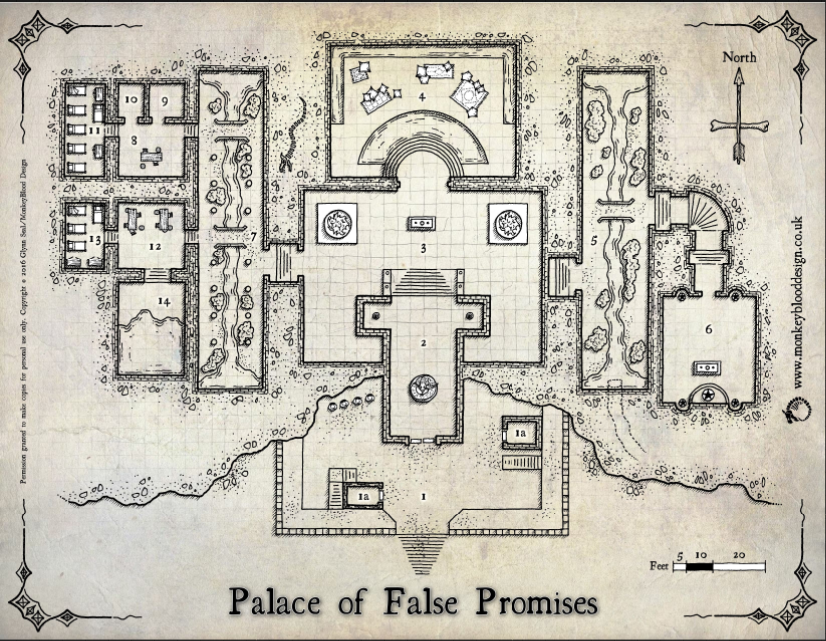 North
10
9
4
11
8
7
5
3
13
12
14
6
2
1a
1a
1
Feet 5 10 20
Palace of False Promises
Permission granted to make copies for personal use only. Copyright © 2016 Glynn Seal/MonkeyBlood Design
www.monkeyblooddesign.co.uk